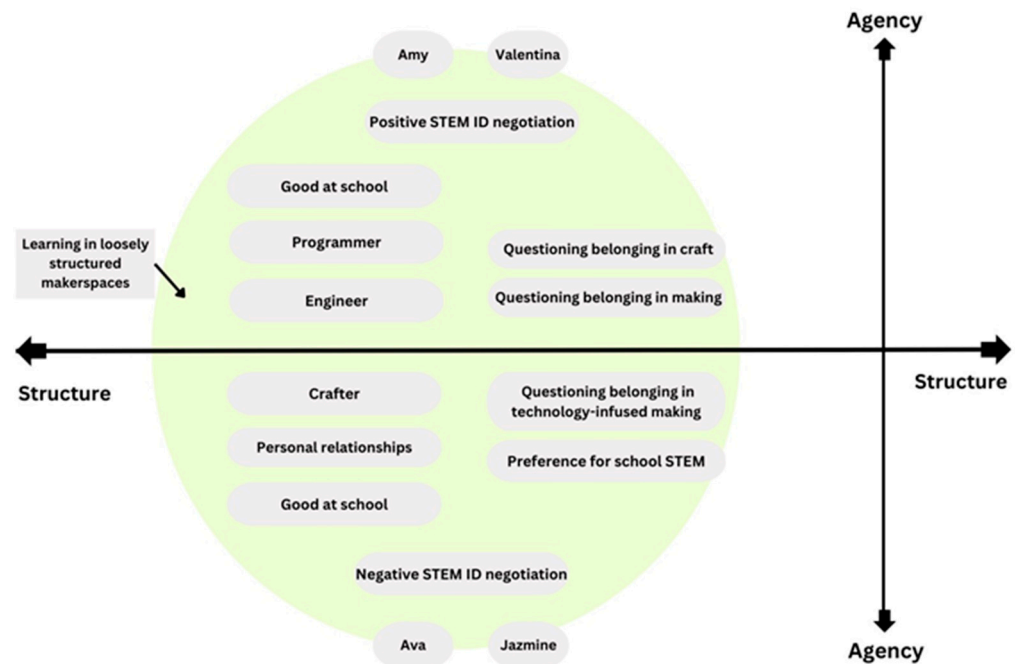 Agency
Amy
Valentina
Positive STEM ID negotiation
Good at school
Programmer
Engineer
Questioning belonging in craft
Questioning belonging in making
Learning in loosely
structured
makerspaces
Structure
Structure
Crafter
Personal relationships
Good at school
Questioning belonging in
technology-infused making
Preference for school STEM
Negative STEM ID negotiation
Ava
Jazmine
Agency